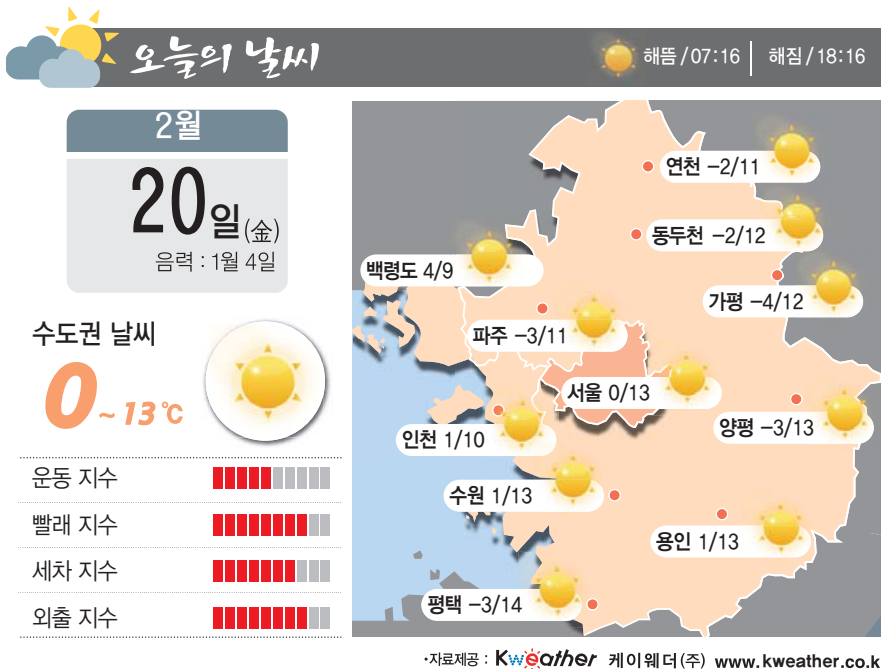 오늘의 날씨
해뜸/07:16 해짐/18:16
2월
20일(金)
음력 : 1월 4일
수도권 날씨
0~13℃
운동 지수
빨래 지수
세차 지수
외출 지수
연천 -2/11
동두천 -2/12
백령도 4/9
가평 -4/12
파주 -3/11
서울 0/13
양평 -3/13
인천 1/10
수원 1/13
용인 1/13
평택 -3/14
·자료제공 : Kweather 케이웨더(주) www.kweather.co.k